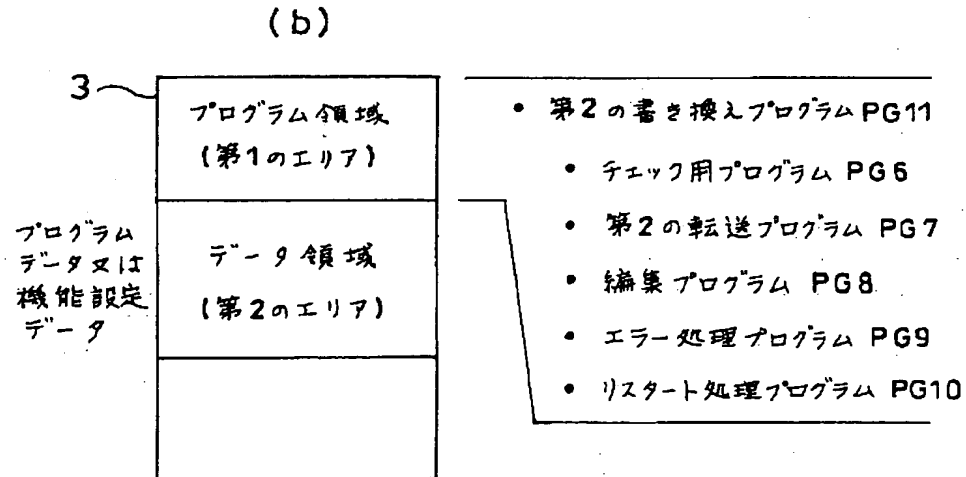 (b)
3
プログラム領域
(第1のエリア)
プログラム
データ又は
機能設定
データ
データ領域
(第2のエリア)
• 第2の書き換えプログラムPG11
• チェック用プログラム PG6
• 第2の転送プログラム PG7
• 編集プログラム PG8
• エラー処理プログラム PG9
• リスタート処理プログラム PG10